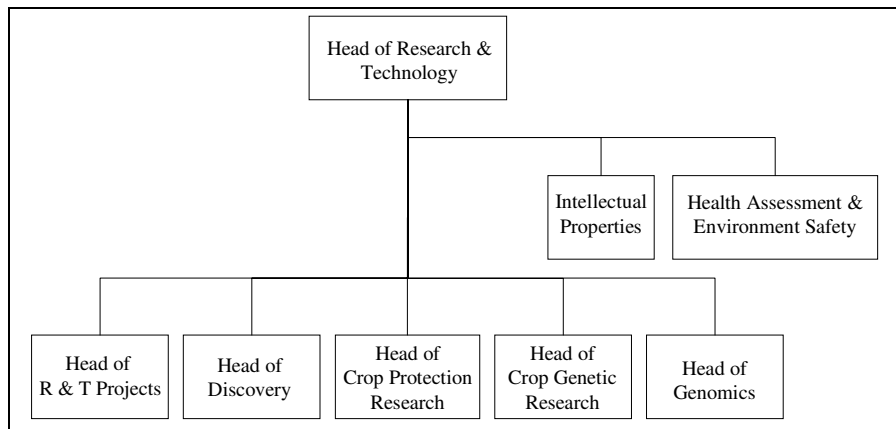 Head of Research &
Technology
Intellectual
Properties
Health Assessment &
Environment Safety
Head of
R & T Projects
Head of
Discovery
Head of
Crop Protection
Research
Head of
Crop Genetic
Research
Head of
Genomics